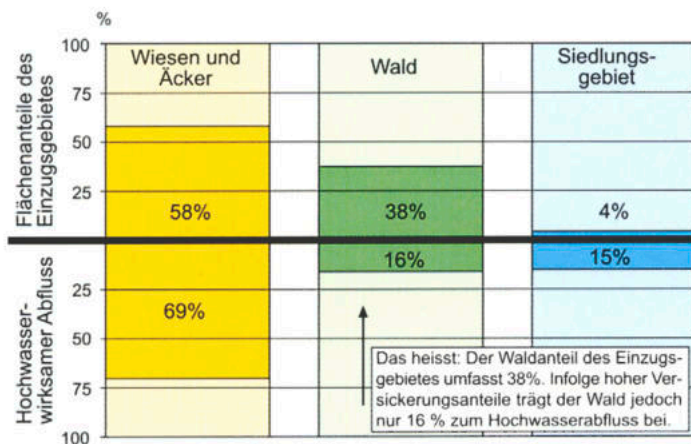 %
100
75
50
25
25
50
75
100
Flächenanteile des
Einzugsgebietes
Hochwasser-
wirksamer Abfluss
Wiesen und
Äcker
58%
69%
Wald
38%
16%
Siedlungs-
gebiet
4%
15%
Das heisst: Der Waldanteil des Einzugs-
gebietes umfasst 38%. Infolge hoher Ver-
sickerungsanteile trägt der Wald jedoch
nur 16 % zum Hochwasserabfluss bei.